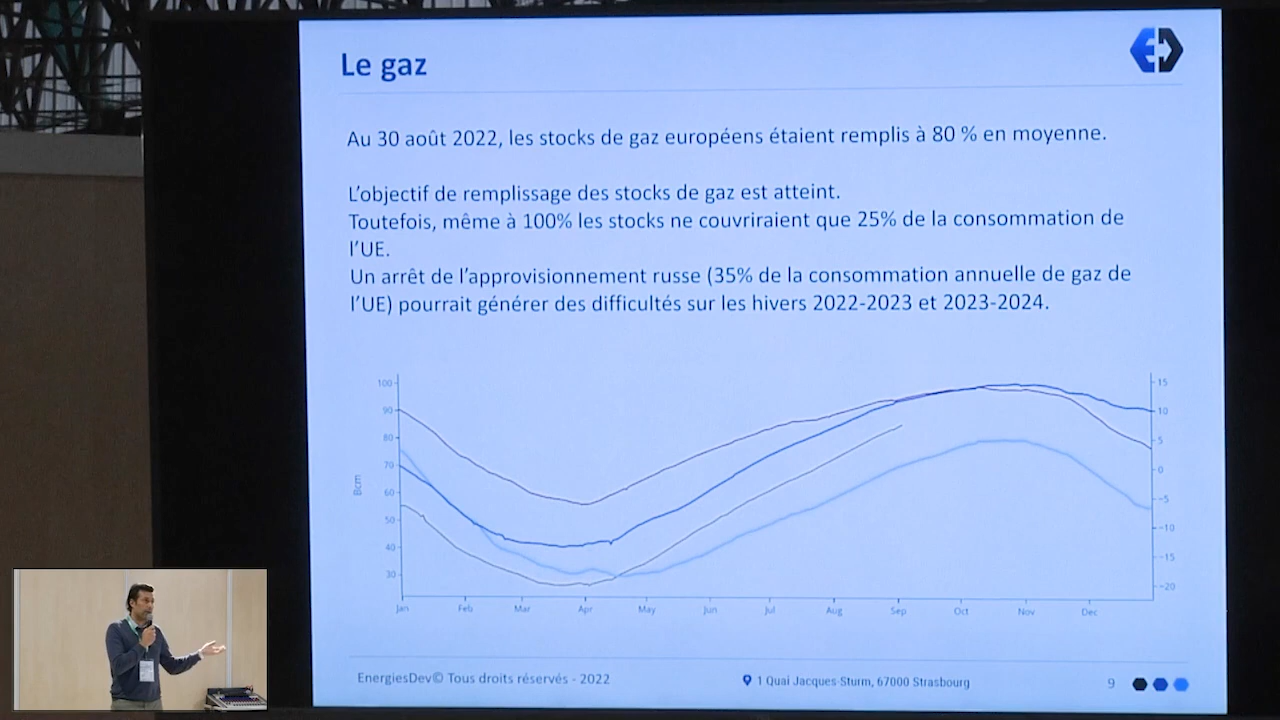 Le gaz
Au 30 août 2022, les stocks de gaz européens étaient remplis à 80 % en moyenne.
L'objectif de remplissage des stocks de gaz est atteint.
Toutefois, même à 100% les stocks ne couvriraient que 25% de la consommation de
l'UE.
Un arrêt de l'approvisionnement russe (35% de la consommation annuelle de gaz de
l'UE) pourrait générer des difficultés sur les hivers 2022-2023 et 2023-2024.
Bcm
100
90
80
70
60
50
40
30
15
10
5
0
-5
-10
-15
-20
Jan Feb Mar Apr May Jun Jul Aug Sep Oct Nov Dec
EnergiesDev© Tous droits réservés - 2022
1 Quai Jacques-Sturm, 67000 Strasbourg
9